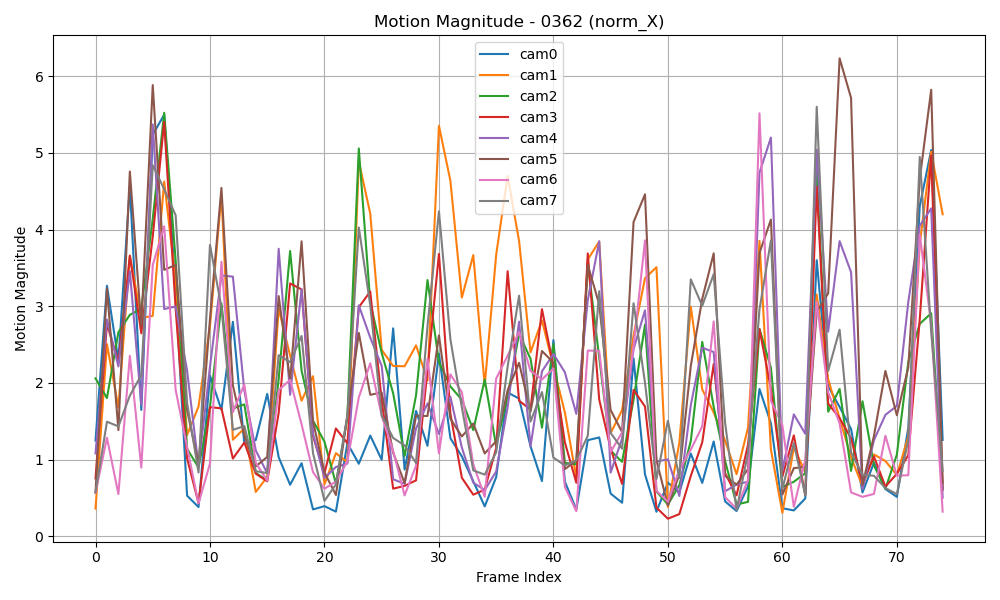 Motion Magnitude - 0362 (norm_X)
cam0
cam1
cam2
cam3
cam4
cam5
cam6
cam7
Motion Magnitude
6
5
4
3
2
1
0
0 10 20 30 40 50 60 70
Frame Index